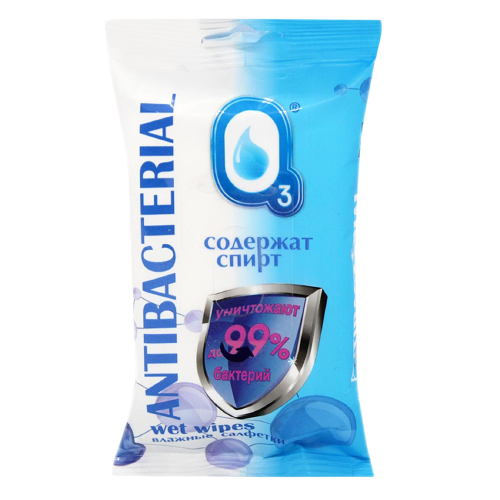 ANTIBACTERIAL
O3
®
содержат
спирт
уничтожают
до 99%
бактерий
wet wipes
влажные салфетки